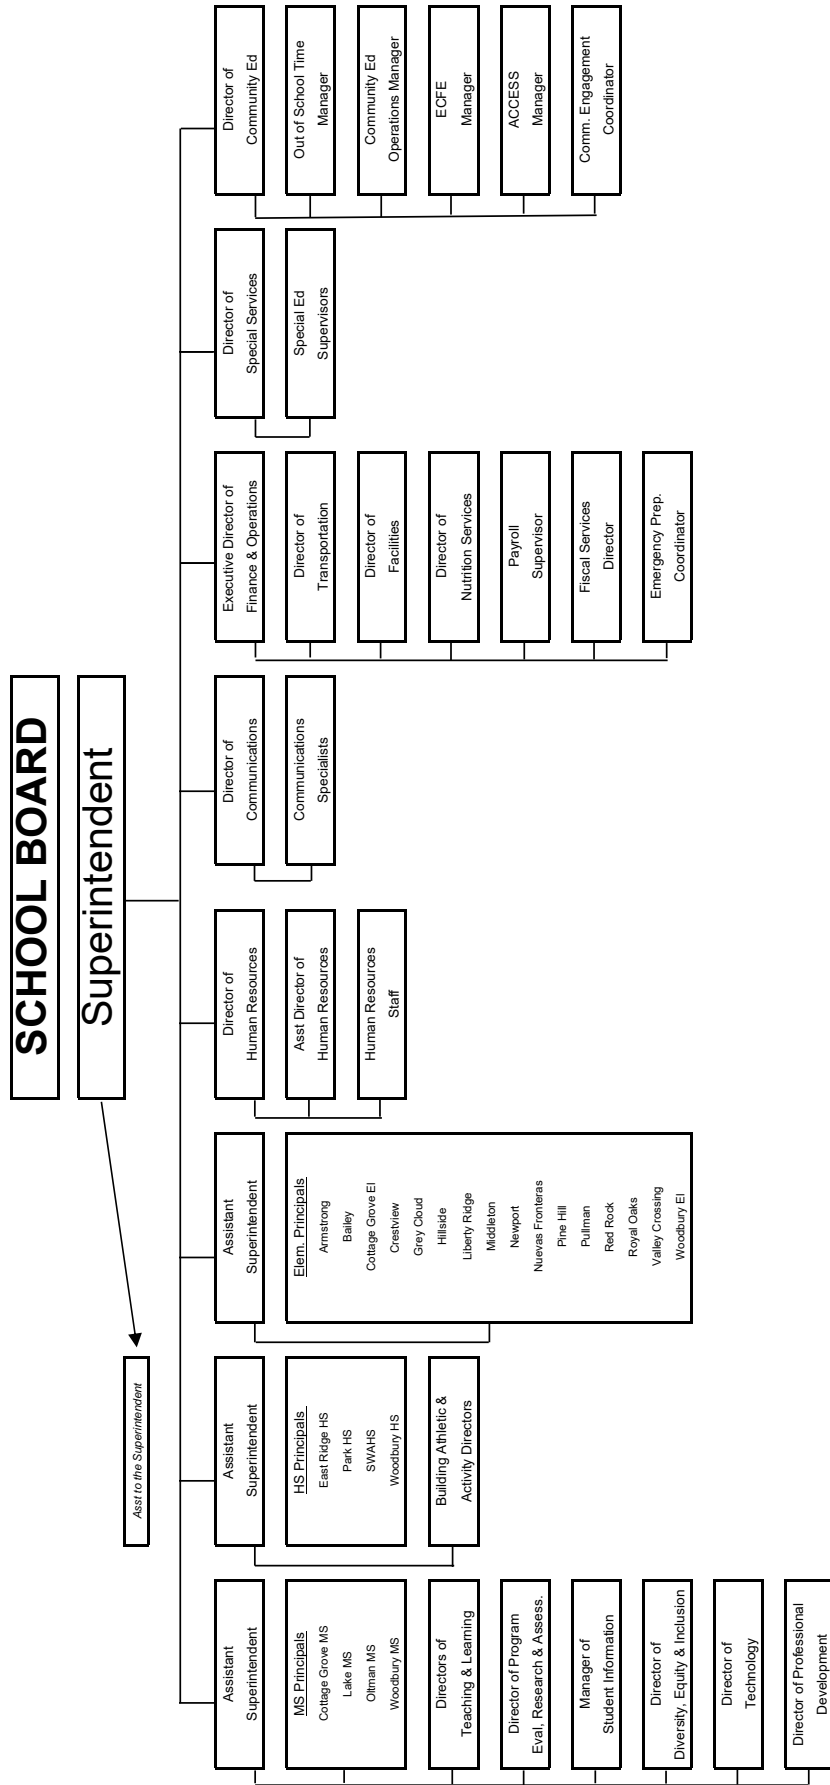 SCHOOL BOARD
Superintendent
Asst to the Superintendent
Assistant
Superintendent
MS Principals
Cottage Grove MS
Lake MS
Oltman MS
Woodbury MS
Directors of
Teaching & Learning
Director of Program
Eval, Research & Assess.
Manager of
Student Information
Director of
Diversity, Equity & Inclusion
Director of
Technology
Director of Professional
Development
Assistant
Superintendent
HS Principals
East Ridge HS
Park HS
SWAHS
Woodbury HS
Building Athletic &
Activity Directors
Assistant
Superintendent
Elem. Principals
Armstrong
Bailey
Cottage Grove El
Crestview
Grey Cloud
Hillside
Liberty Ridge
Middleton
Newport
Nuevas Fronteras
Pine Hill
Pullman
Red Rock
Royal Oaks
Valley Crossing
Woodbury El
Director of
Human Resources
Asst Director of
Human Resources
Human Resources
Staff
Director of
Communications
Communications
Specialists
Executive Director of
Finance & Operations
Director of
Transportation
Director of
Facilities
Director of
Nutrition Services
Payroll
Supervisor
Fiscal Services
Director
Emergency Prep.
Coordinator
Director of
Special Services
Special Ed
Supervisors
Director of
Community Ed
Out of School Time
Manager
Community Ed
Operations Manager
ECFE
Manager
ACCESS
Manager
Comm. Engagement
Coordinator